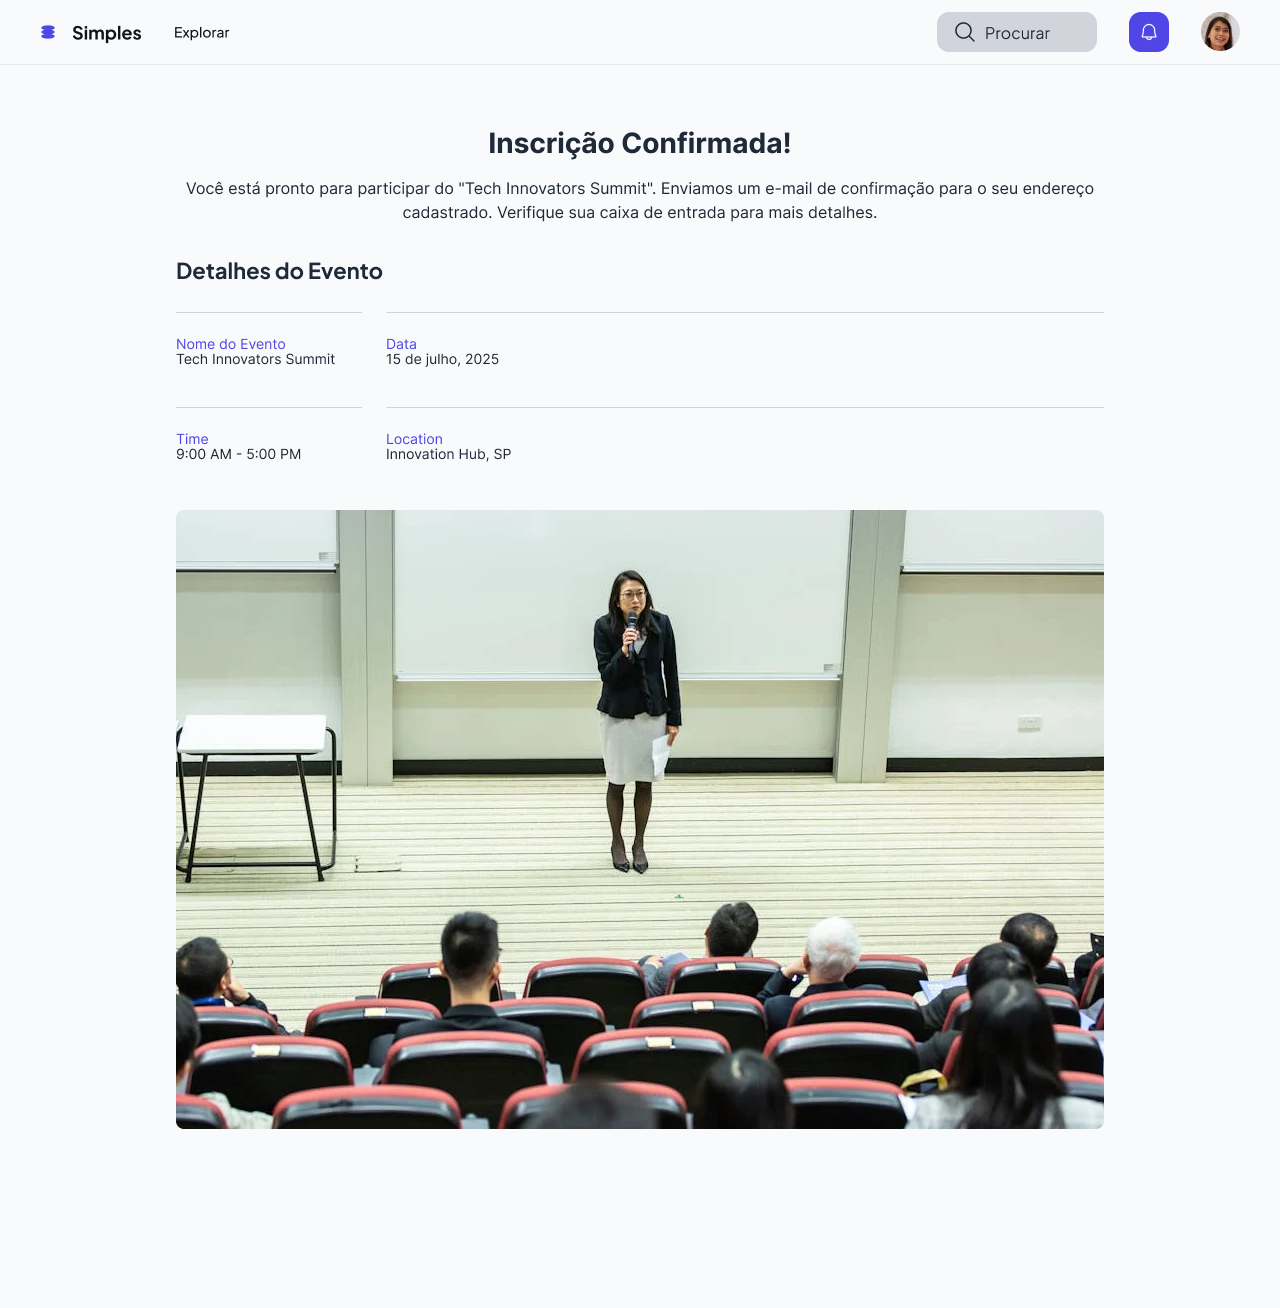 Simples
Explorar
Procurar
Inscrição Confirmada!
Você está pronto para participar do "Tech Innovators Summit". Enviamos um e-mail de confirmação para o seu endereço
cadastrado. Verifique sua caixa de entrada para mais detalhes.
Detalhes do Evento
Nome do Evento
Tech Innovators Summit
Data
15 de julho, 2025
Time
9:00 AM - 5:00 PM
Location
Innovation Hub, SP